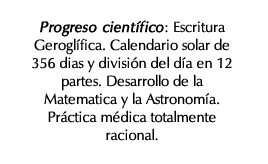 Progreso científico: Escritura
Geroglífica. Calendario solar de
356 dias y división del día en 12
partes. Desarrollo de la
Matematica y la Astronomía.
Práctica médica totalmente
racional.